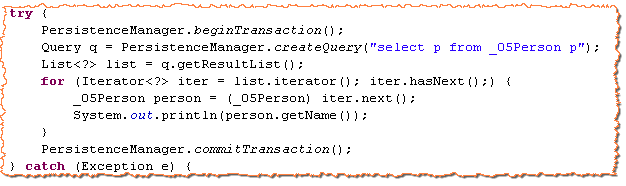 try {
    PersistenceManager.beginTransaction();
    Query q = PersistenceManager.createQuery("select p from _05Person p");
    List<?> list = q.getResultList();
    for (Iterator<?> iter = list.iterator(); iter.hasNext();) {
        _05Person person = (_05Person) iter.next();
        System.out.println(person.getName());
    }
    PersistenceManager.commitTransaction();
} catch (Exception e) {